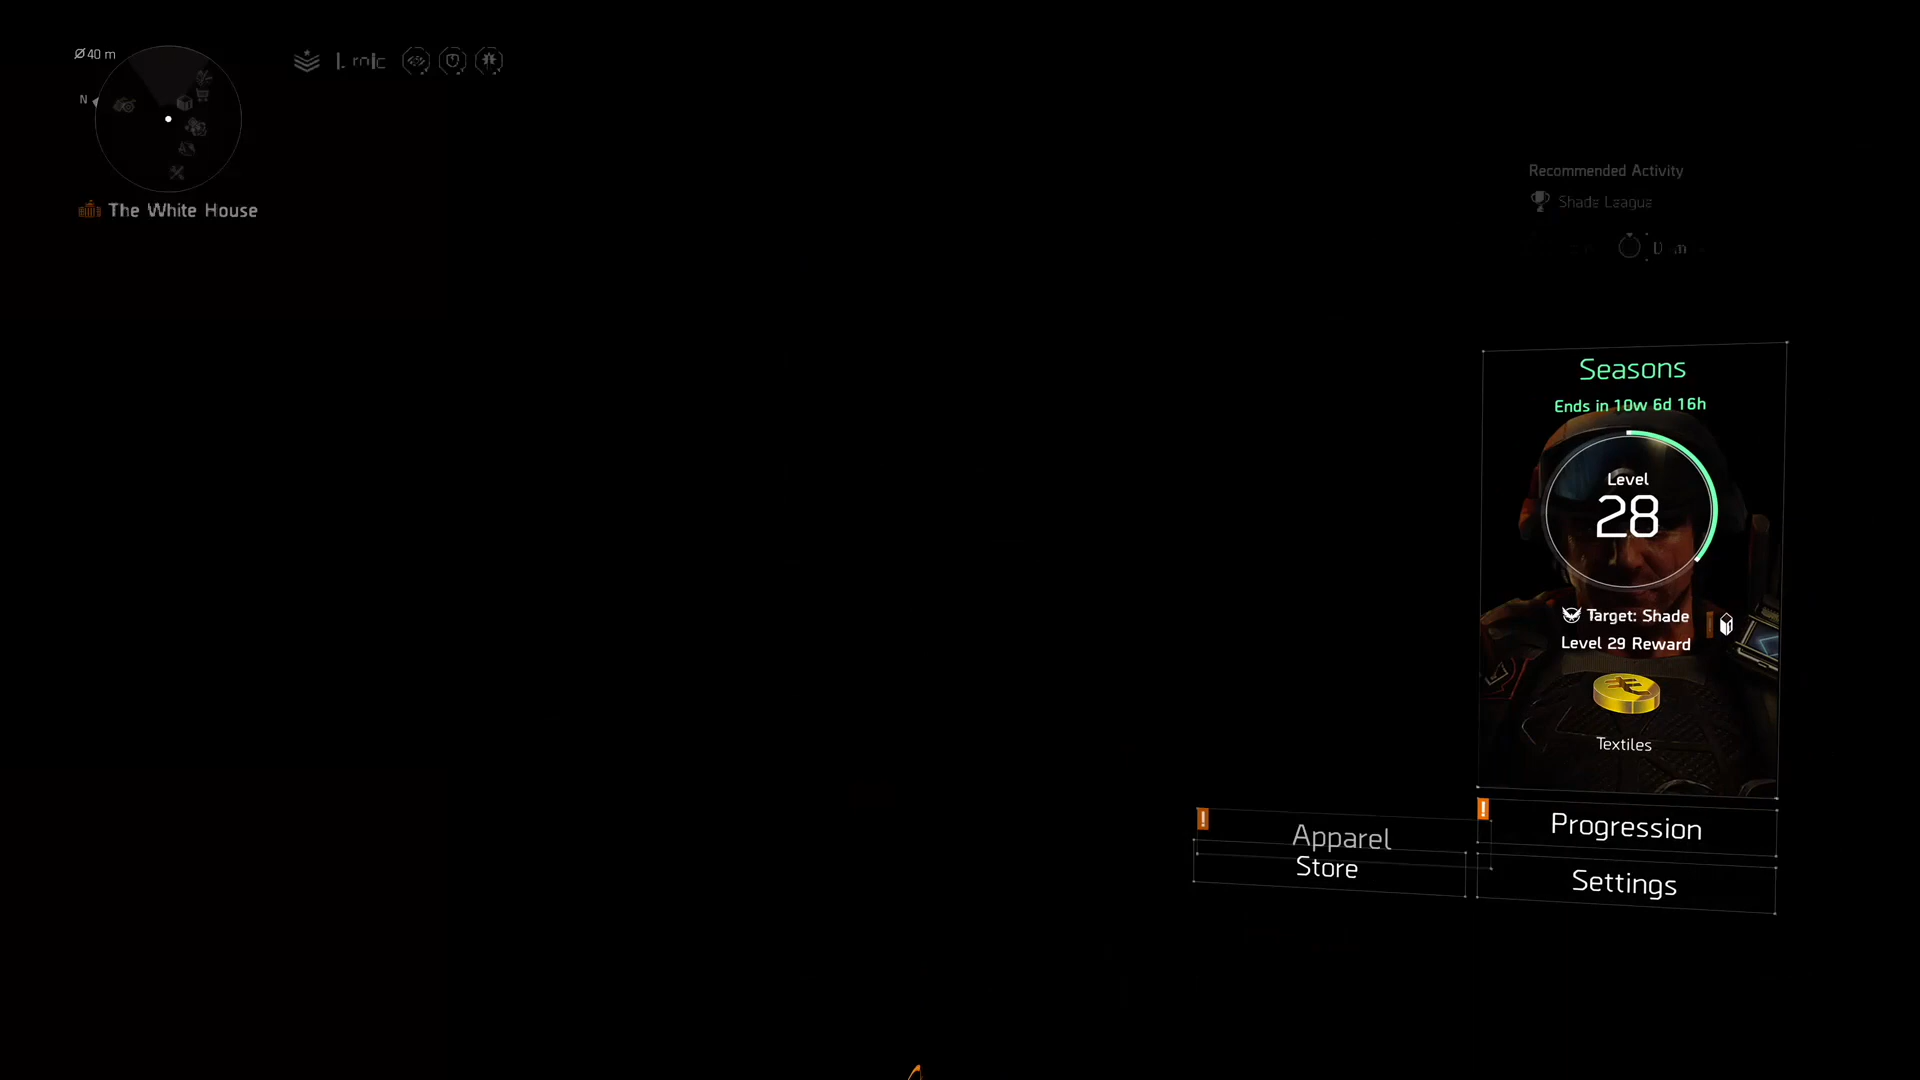 Ø40 m
N
The White House
Recommended Activity
Shade League
Seasons
Ends in 10w 6d 16h
Level
28
Target: Shade
Level 29 Reward
Textiles
! Apparel
Store
! Progression
Settings